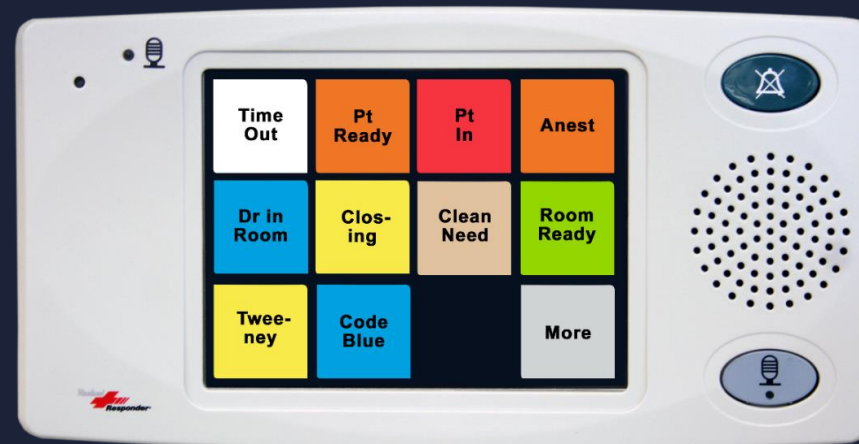 Time
Out
Pt
Ready
Pt
In
Anest
Dr in
Room
Clos-
ing
Clean
Need
Room
Ready
Twee-
ney
Code
Blue
More
Responder